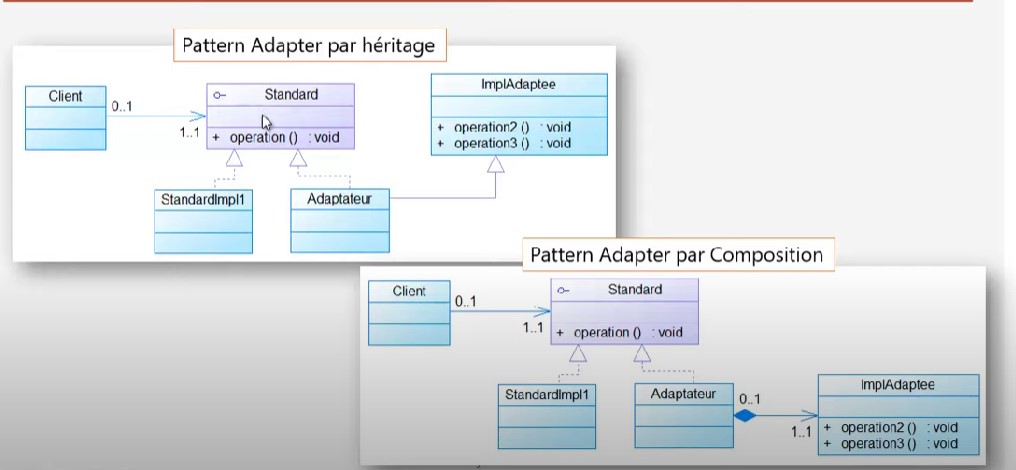 Pattern Adapter par héritage
Client
0..1
1..1
Standard
+ operation () : void
ImplAdaptee
+ operation2 () : void
+ operation3 () : void
StandardImpl1
Adaptateur
Pattern Adapter par Composition
Client
0..1
1..1
Standard
+ operation () : void
StandardImpl1
Adaptateur
0..1
1..1
ImplAdaptee
+ operation2 () : void
+ operation3 () : void